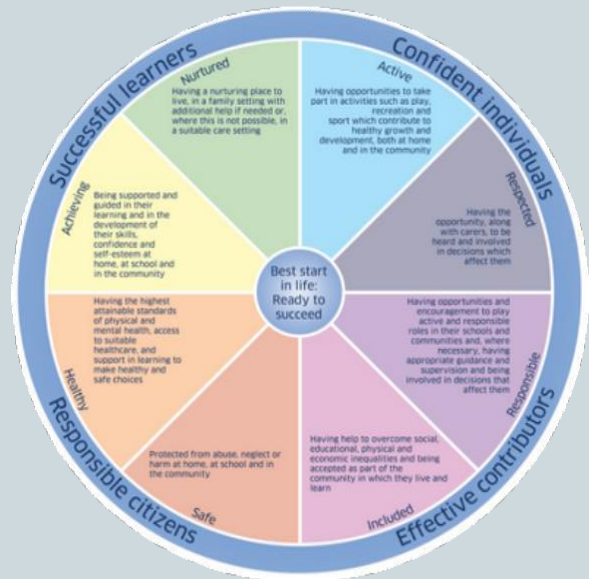 Successful learners
Confident individuals
Nurtured
Having a nurturing place to
live, in a family setting with
additional help if needed or,
where this is not possible, in
a suitable care setting
Active
Having opportunities to take
part in activities such as play,
recreation and
sport which contribute to
healthy growth and
development, both at home
and in the community
Achieving
Being supported and
guided in their
learning and in the
development of
their skills,
confidence and
self-esteem at
home, at school and
in the community
Respected
Having the
opportunity, along
with carers, to be
heard and involved
in decisions which
affect them
Best start
in life:
Ready to
succeed
Healthy
Having the highest
attainable standards
of physical and
mental health, access
to suitable
healthcare, and
support in learning to
make healthy and
safe choices
Responsible
Having opportunities and
encouragement to play
active and responsible
roles in their schools and
communities and, where
necessary, having
appropriate guidance and
supervision and being
involved in decisions that
affect them
Protected from abuse, neglect or
harm at home, at school and in
the community
Safe
Having help to overcome social,
educational, physical and
economic inequalities and being
accepted as part of the
community in which they live and
learn
Included
Responsible citizens
Effective contributors